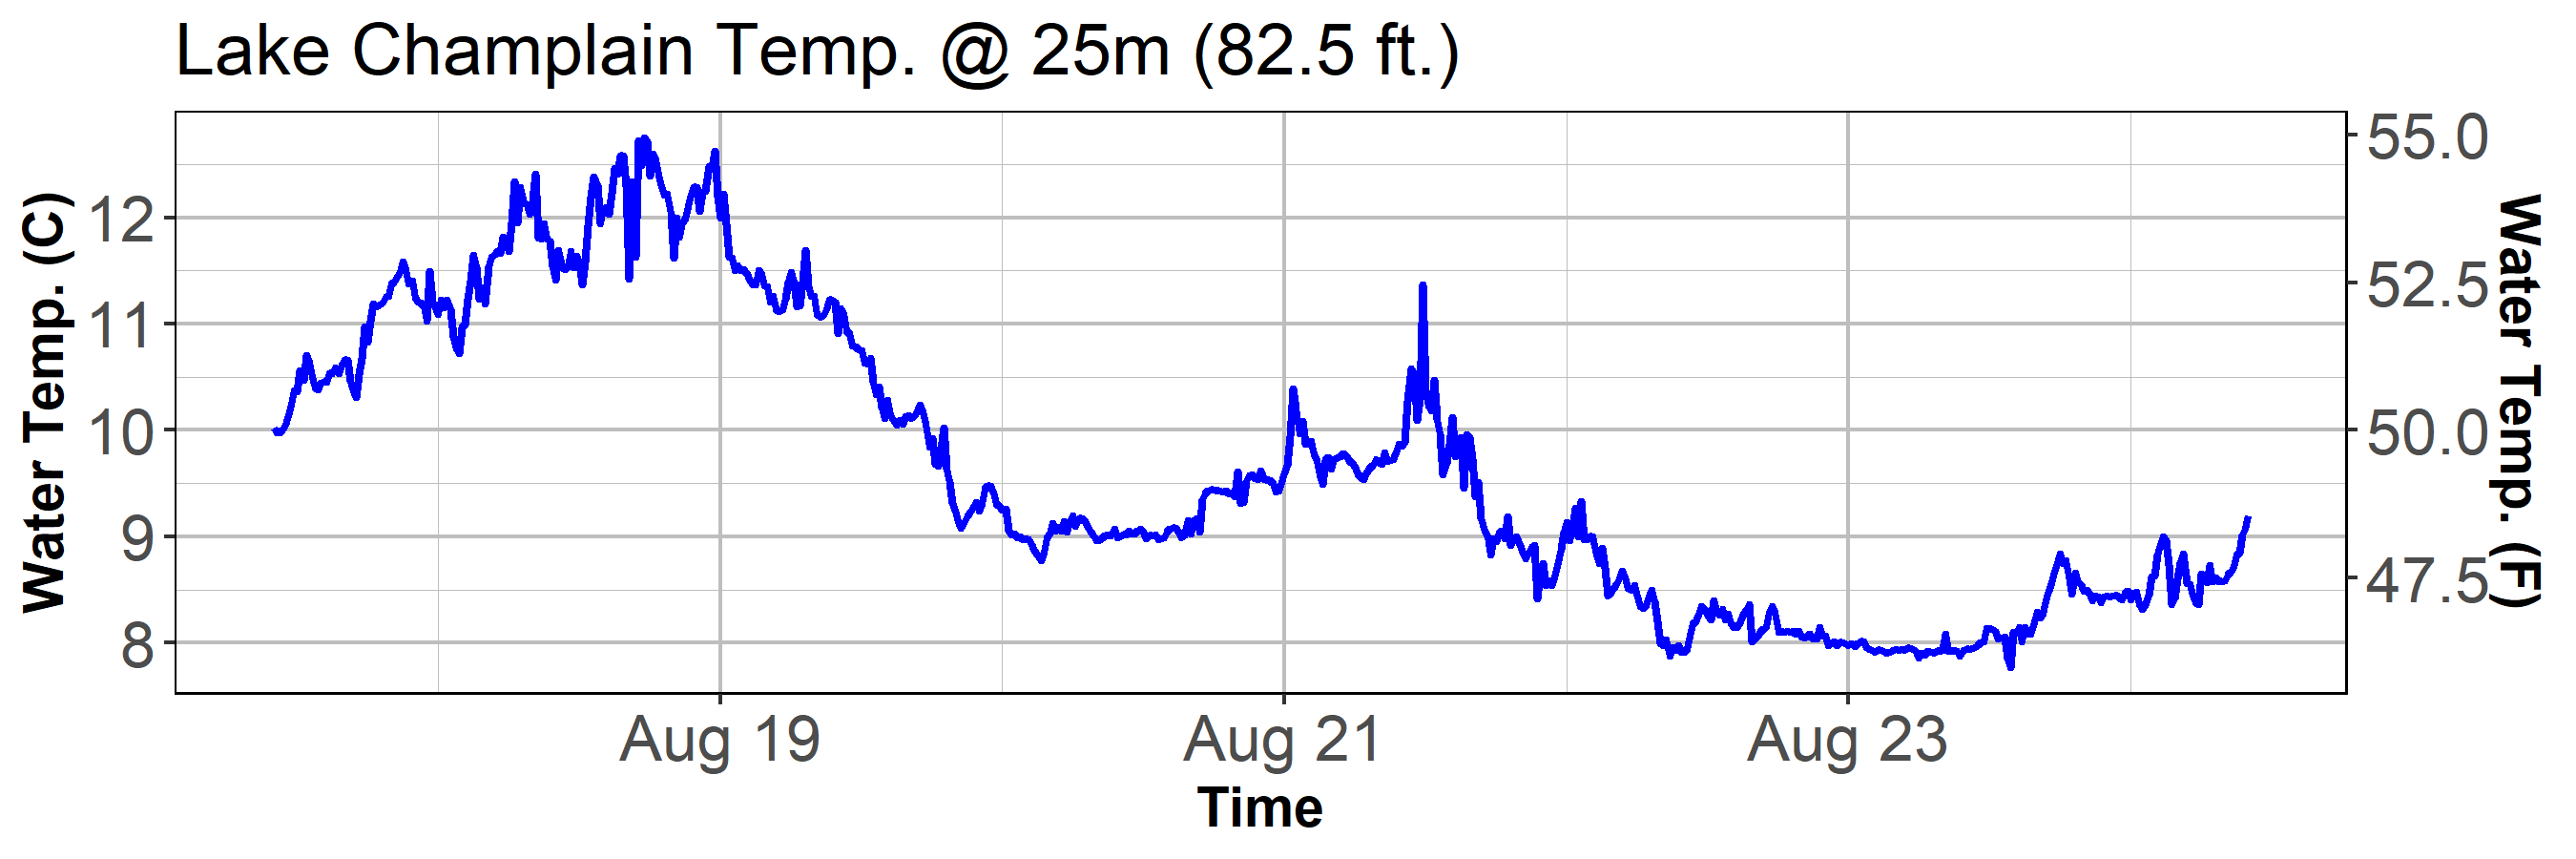 Lake Champlain Temp. @ 25m (82.5 ft.)
Water Temp. (C)
12
11
10
9
8
55.0
52.5
50.0
47.5
Water Temp. (F)
Aug 19
Aug 21
Aug 23
Time